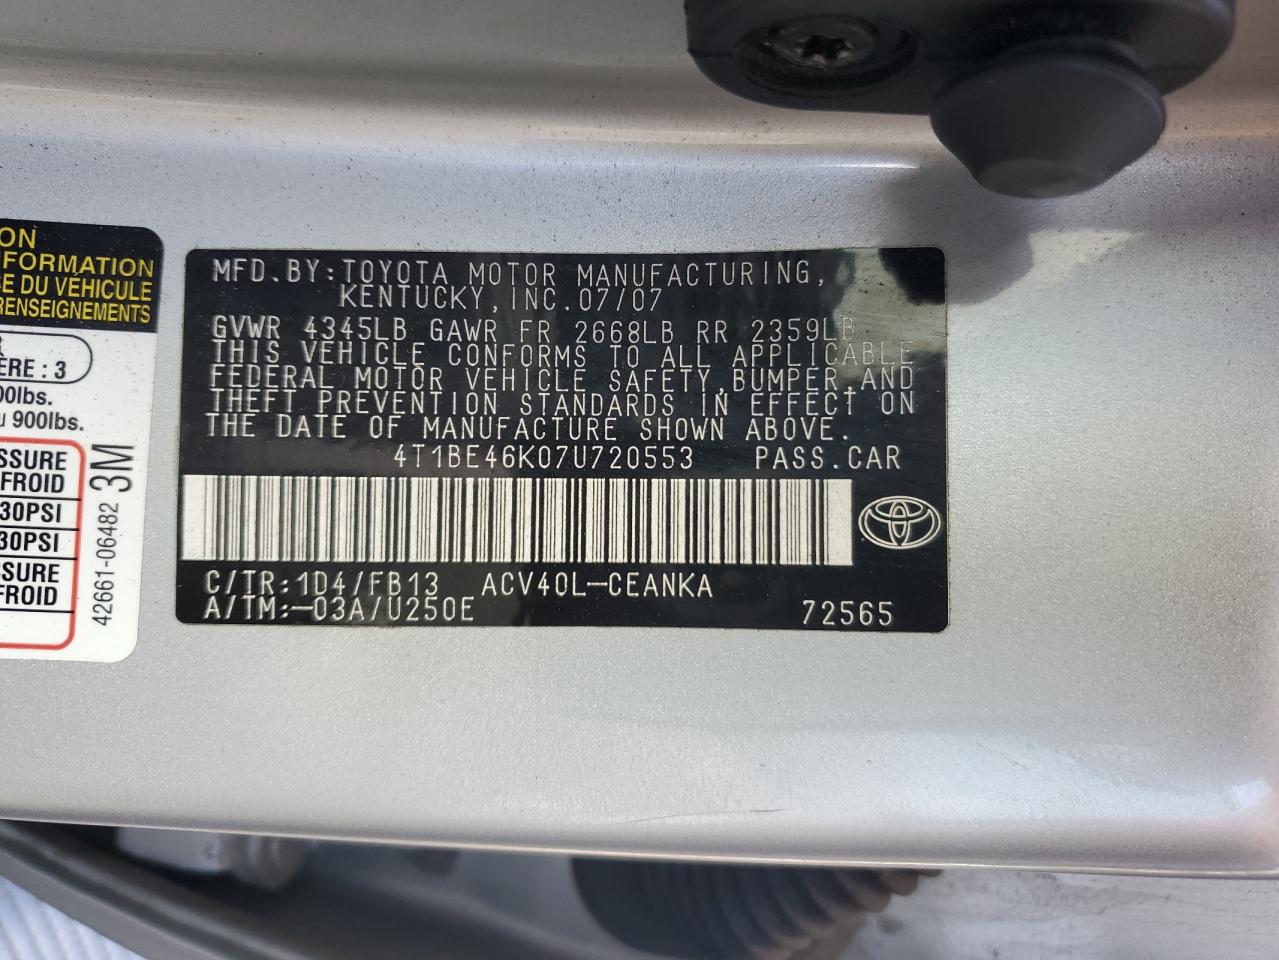 ON
NFORMATION
E DU VÉHICULE
RENSEIGNEMENTS
ÈRE : 3
00lbs.
u 900lbs.
SSURE
FROID
30PSI
30PSI
SSURE
FROID
42661-06482 3M
MFD.BY:TOYOTA MOTOR MANUFACTURING,
KENTUCKY,INC.07/07
GVWR 4345LB GAWR FR 2668LB RR 2359LB
THIS VEHICLE CONFORMS TO ALL APPLICABLE
FEDERAL MOTOR VEHICLE SAFETY,BUMPER,AND
THEFT PREVENTION STANDARDS IN EFFECT ON
THE DATE OF MANUFACTURE SHOWN ABOVE.
4T1BE46K07U720553 PASS.CAR
C/TR:1D4/FB13 ACV40L-CEANKA
A/TM:-03A/U250E 72565